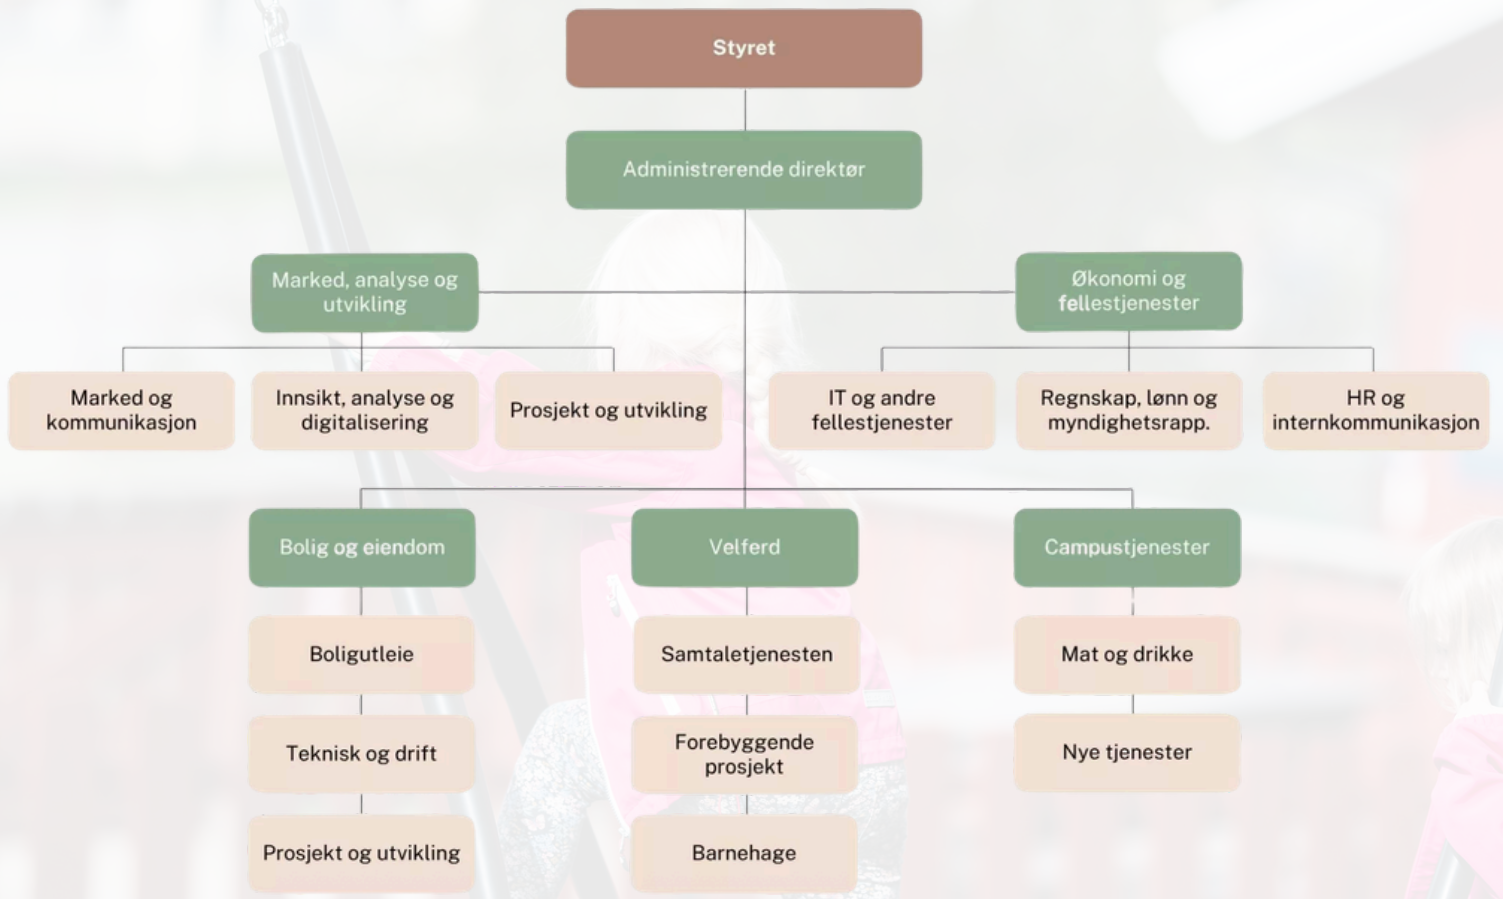 Styret
Administrerende direktør
Marked, analyse og
utvikling
Økonomi og
fellestjenester
Marked og
kommunikasjon
Innsikt, analyse og
digitalisering
Prosjekt og utvikling
IT og andre
fellestjenester
Regnskap, lønn og
myndighetsrapp.
HR og
internkommunikasjon
Bolig og eiendom
Velferd
Campustjenester
Boligutleie
Samtaletjenesten
Mat og drikke
Teknisk og drift
Forebyggende
prosjekt
Nye tjenester
Prosjekt og utvikling
Barnehage